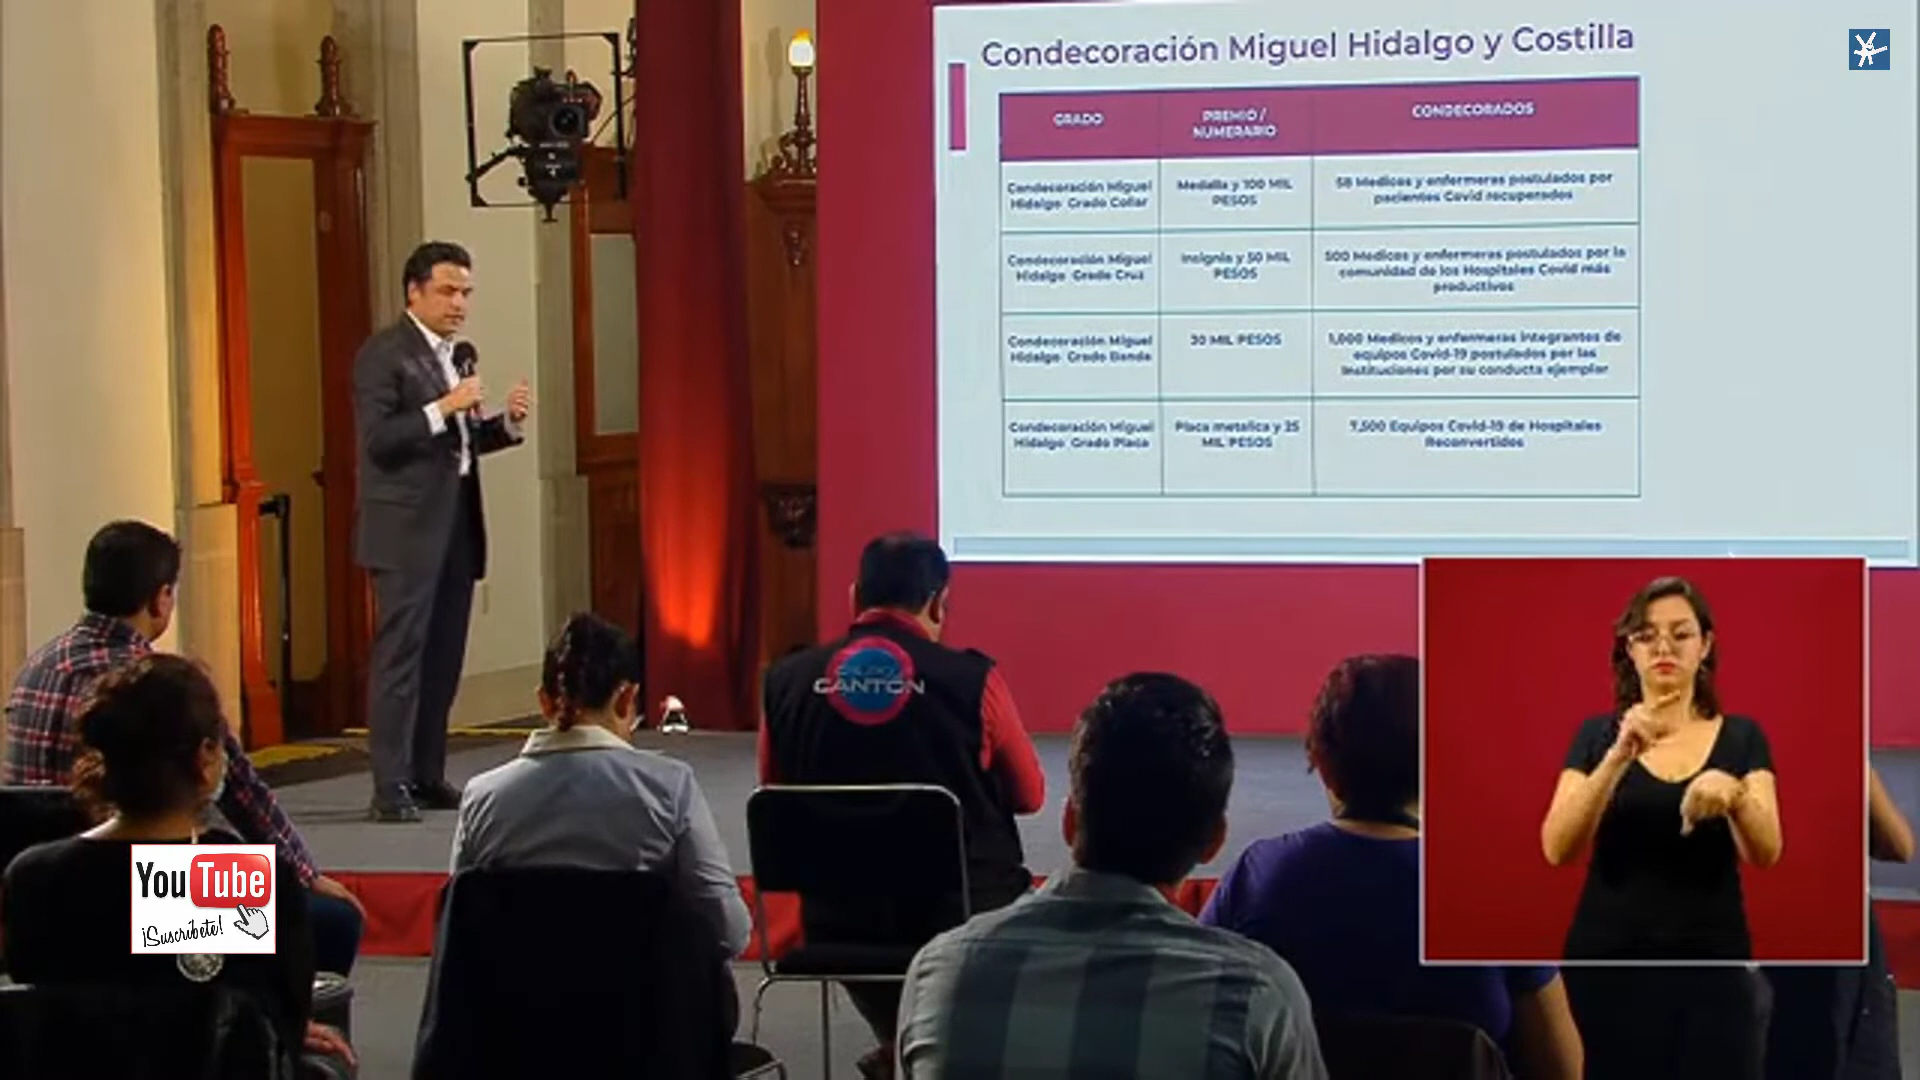 Condecoración Miguel Hidalgo y Costilla
GRADO
PREMIO /
NUMERARIO
CONDECORADOS
Condecoración Miguel
Hidalgo Grado Collar
Medalla y 100 MIL
PESOS
58 Medicos y enfermeras postulados por
pacientes Covid recuperados
Condecoración Miguel
Hidalgo Grado Cruz
Insignia y 50 MIL
PESOS
500 Medicos y enfermeras postulados por la
comunidad de los Hospitales Covid más
productivos
Condecoración Miguel
Hidalgo Grado Banda
30 MIL PESOS
1,000 Medicos y enfermeras integrantes de
equipos Covid-19 postulados por las
Instituciones por su conducta ejemplar
Condecoración Miguel
Hidalgo Grado Placa
Placa metalica y 25
MIL PESOS
7,500 Equipos Covid-19 de Hospitales
Reconvertidos
GRUPO
CANTÓN
YouTube
¡Suscríbete!